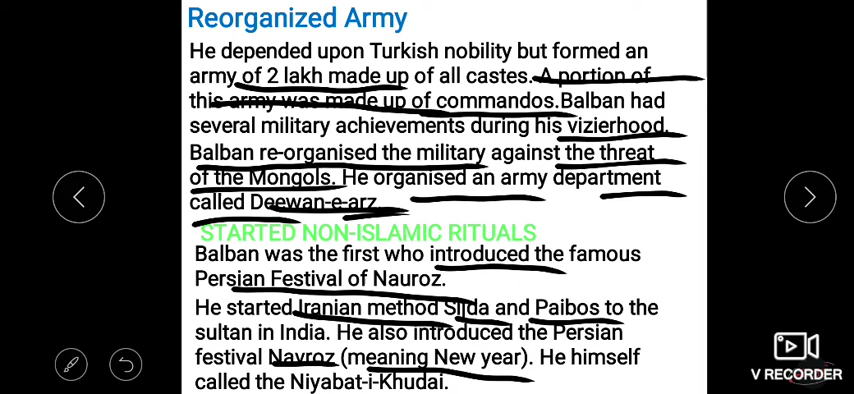 Reorganized Army
He depended upon Turkish nobility but formed an
army of 2 lakh made up of all castes. A portion of
this army was made up of commandos.Balban had
several military achievements during his vizierhood.
Balban re-organised the military against the threat
of the Mongols. He organised an army department
called Deewan-e-arz
STARTED NON-ISLAMIC RITUALS
Balban was the first who introduced the famous
Persian Festival of Nauroz.
He started Iranian method Sijda and Paibos to the
sultan in India. He also introduced the Persian
festival Navroz (meaning New year). He himself
called the Niyabat-i-Khudai.
V RECORDER